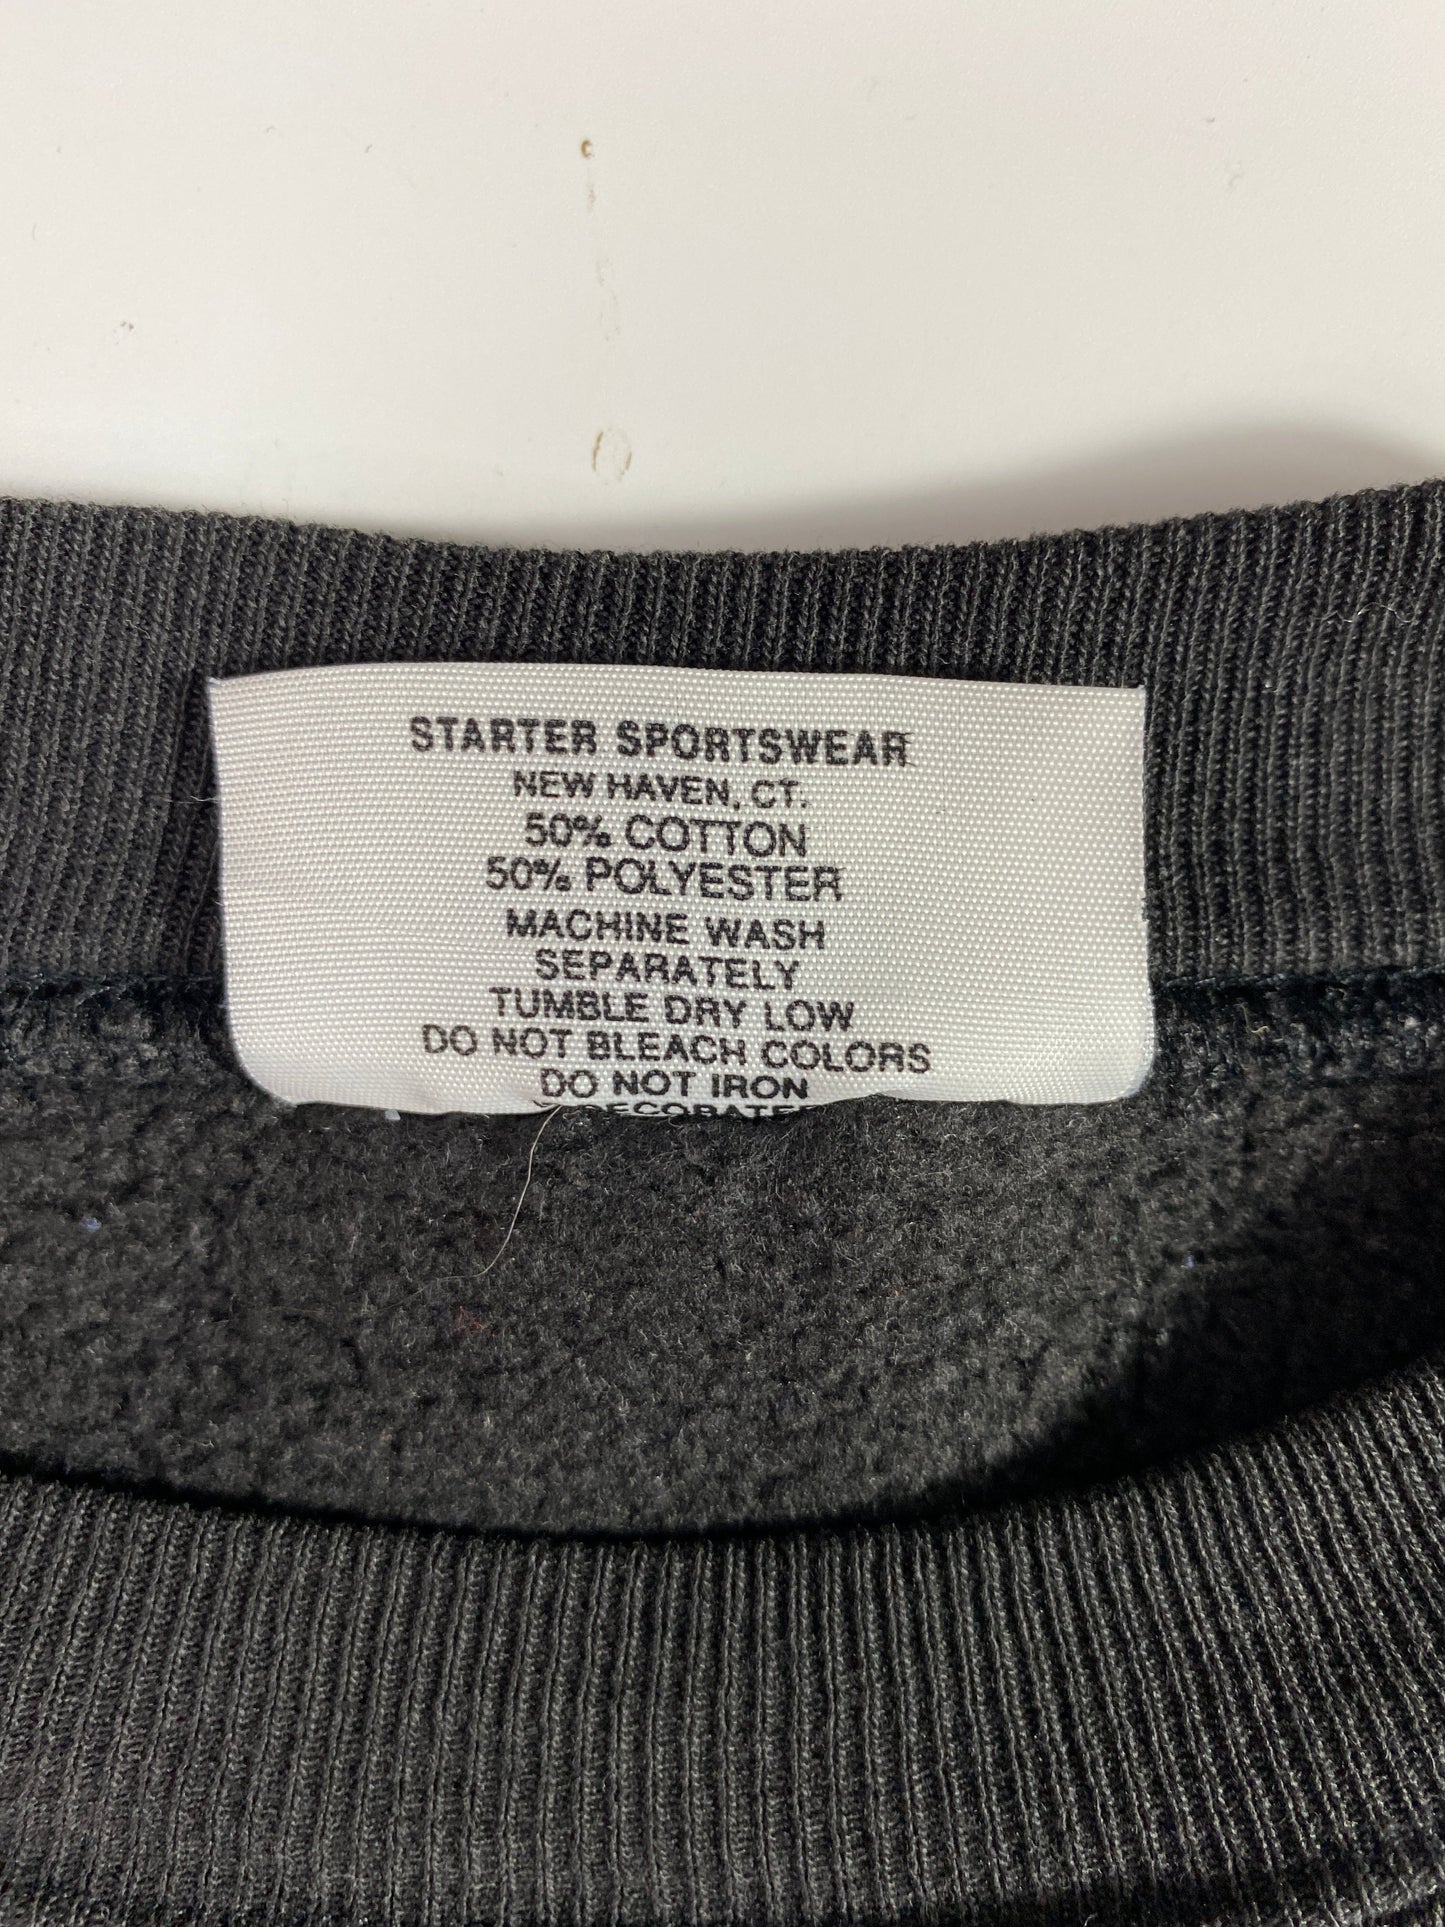 STARTER SPORTSWEAR
NEW HAVEN, CT.
50% COTTON
50% POLYESTER
MACHINE WASH
SEPARATELY
TUMBLE DRY LOW
DO NOT BLEACH COLORS
DO NOT IRON
DECORATED